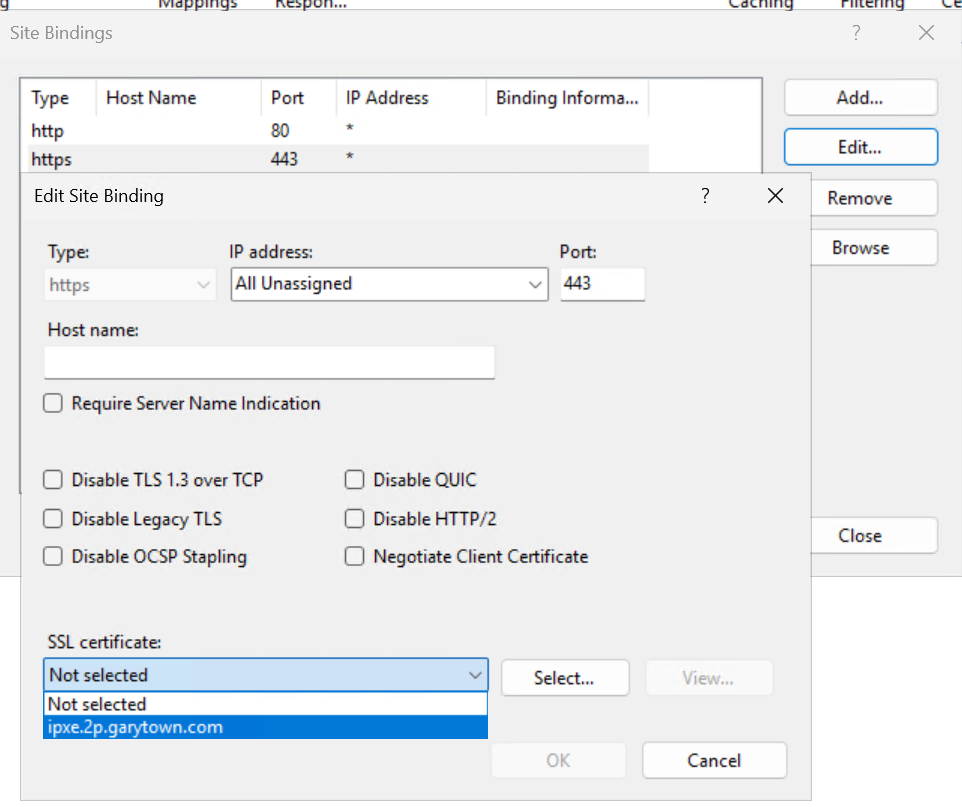 Mappings Respon... Caching Filtering
Site Bindings ?
Type Host Name Port IP Address Binding Informa... Add...
http 80 *
Edit...
https 443 *
Edit Site Binding ?
Remove
Type: IP address: Port:
Browse
https All Unassigned 443
Host name:
Require Server Name Indication
Disable TLS 1.3 over TCP Disable QUIC
Disable Legacy TLS Disable HTTP/2
Close
Disable OCSP Stapling Negotiate Client Certificate
SSL certificate:
Not selected Select... View...
Not selected
ipxe.2p.garytown.com
OK Cancel